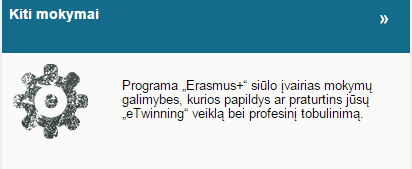 Kiti mokymai »
Programa „Erasmus+“ siūlo įvairias mokymų
galimybes, kurios papildys ar praturtins jūsų
„eTwinning“ veiklą bei profesinį tobulinimą.